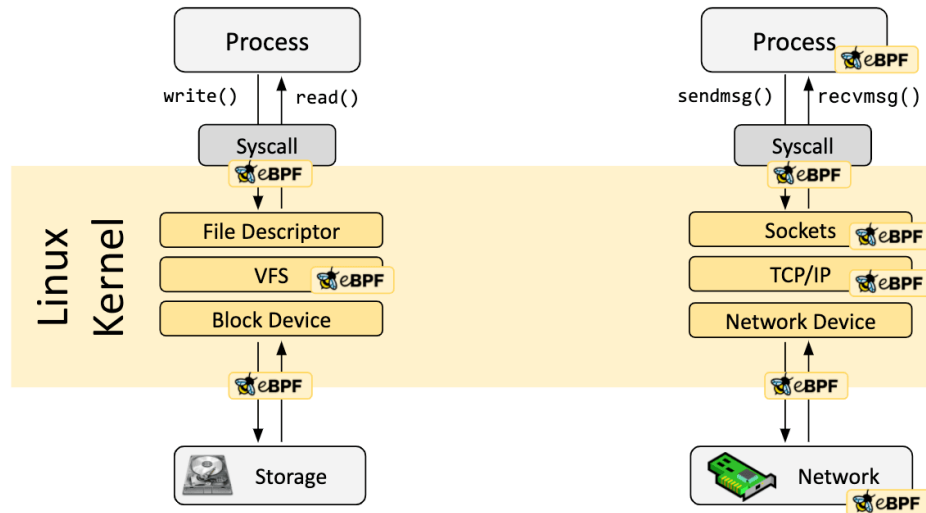 Process
write()
read()
Syscall
eBPF
Linux
Kernel
File Descriptor
VFS
eBPF
Block Device
eBPF
Storage
Process
eBPF
sendmsg()
recvmsg()
Syscall
eBPF
Sockets
eBPF
TCP/IP
eBPF
Network Device
eBPF
Network
eBPF